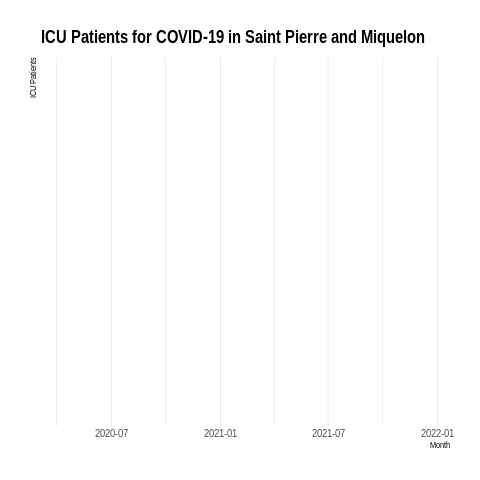 ICU Patients for COVID-19 in Saint Pierre and Miquelon
ICU Patients
2020-07 2021-01 2021-07 2022-01
Month